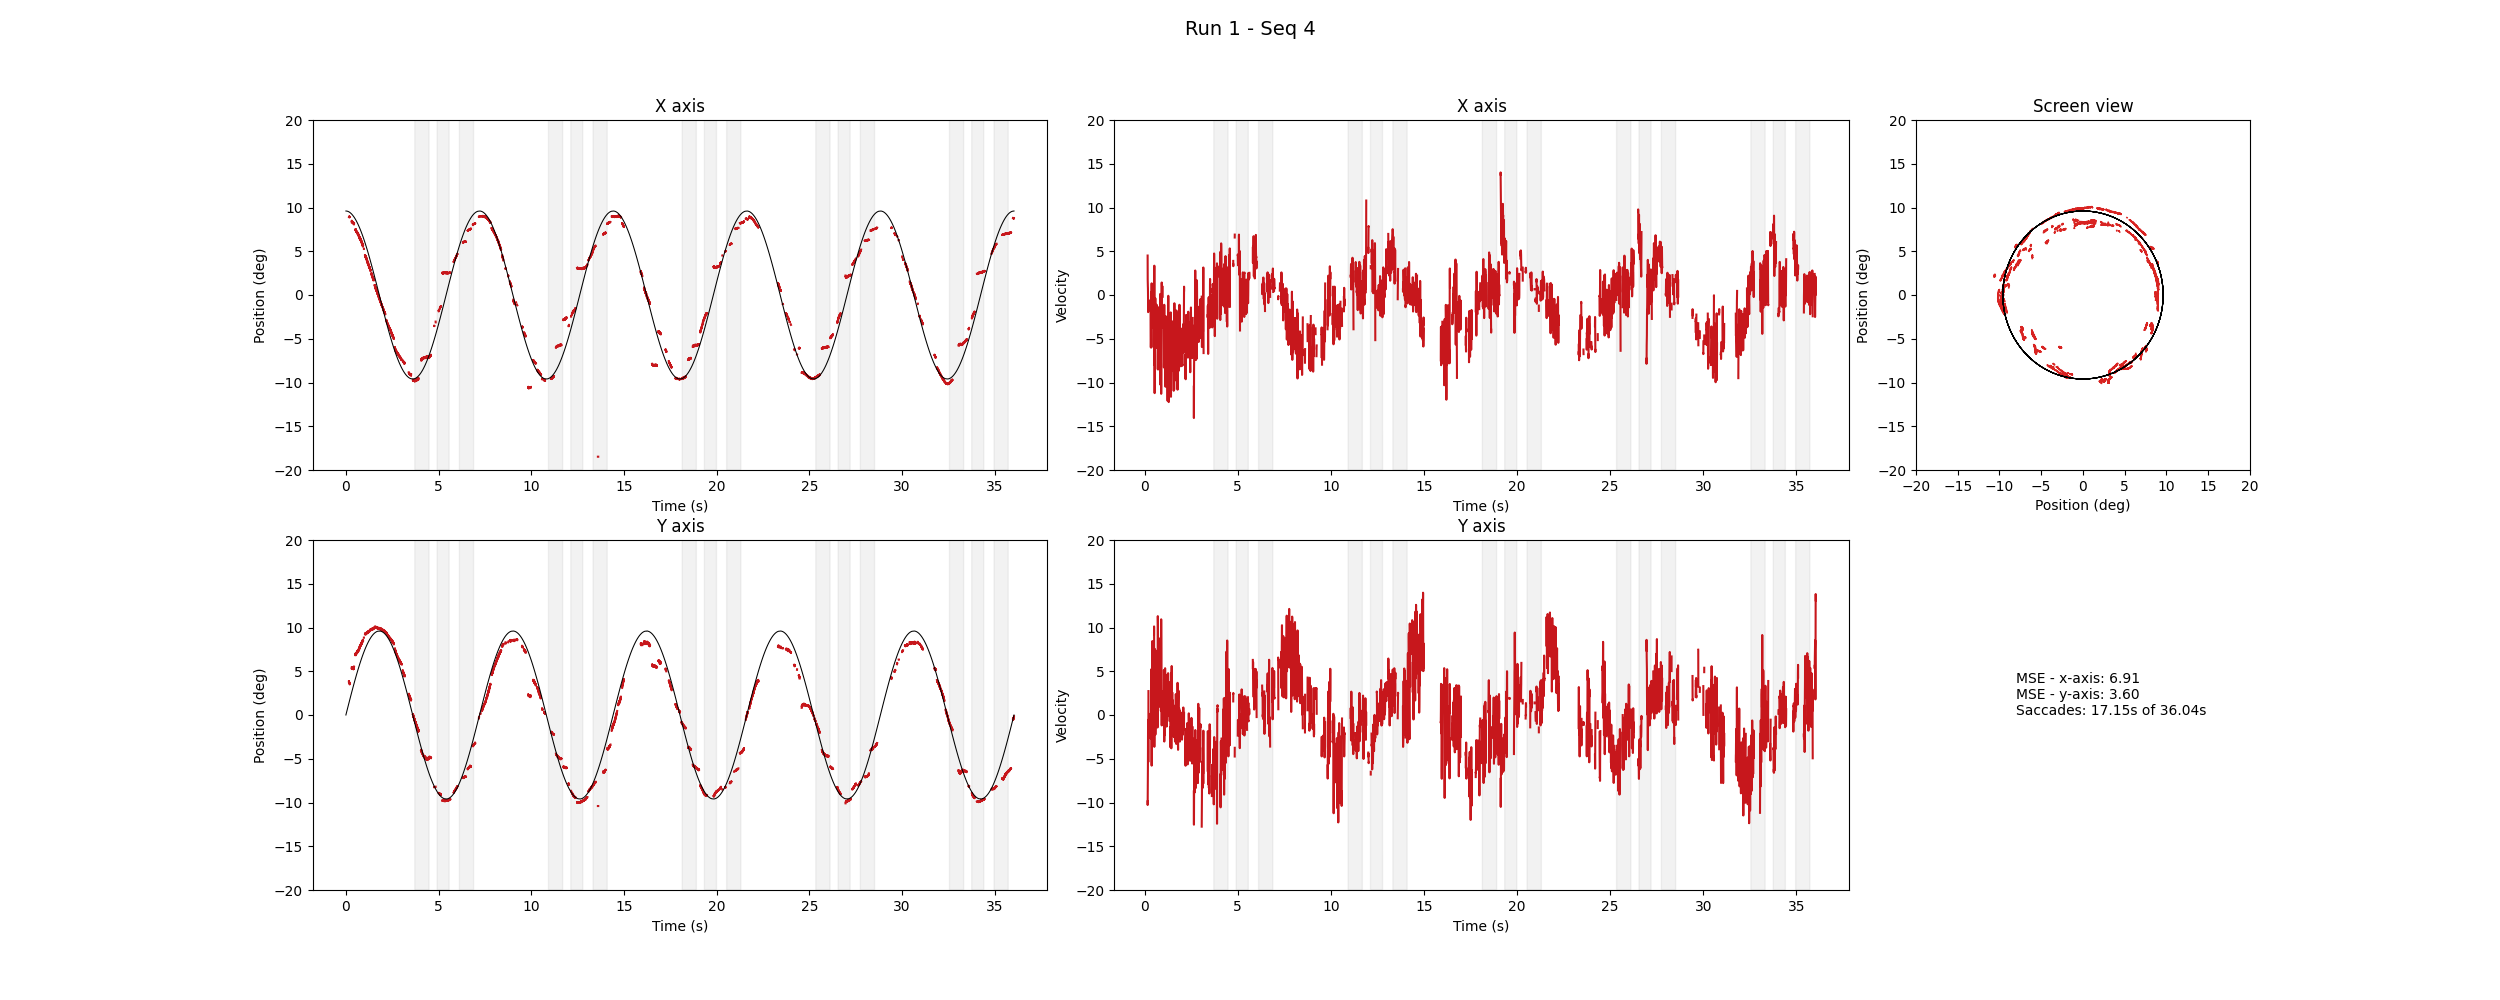 Run 1 - Seq 4
X axis
20
15
10
5
0
−5
−10
−15
−20
Position (deg)
0 5 10 15 20 25 30 35
Time (s)
X axis
20
15
10
5
0
−5
−10
−15
−20
Velocity
0 5 10 15 20 25 30 35
Time (s)
Screen view
20
15
10
5
0
−5
−10
−15
−20
Position (deg)
−20 −15 −10 −5 0 5 10 15 20
Position (deg)
Y axis
20
15
10
5
0
−5
−10
−15
−20
Position (deg)
0 5 10 15 20 25 30 35
Time (s)
Y axis
20
15
10
5
0
−5
−10
−15
−20
Velocity
0 5 10 15 20 25 30 35
Time (s)
MSE - x-axis: 6.91
MSE - y-axis: 3.60
Saccades: 17.15s of 36.04s